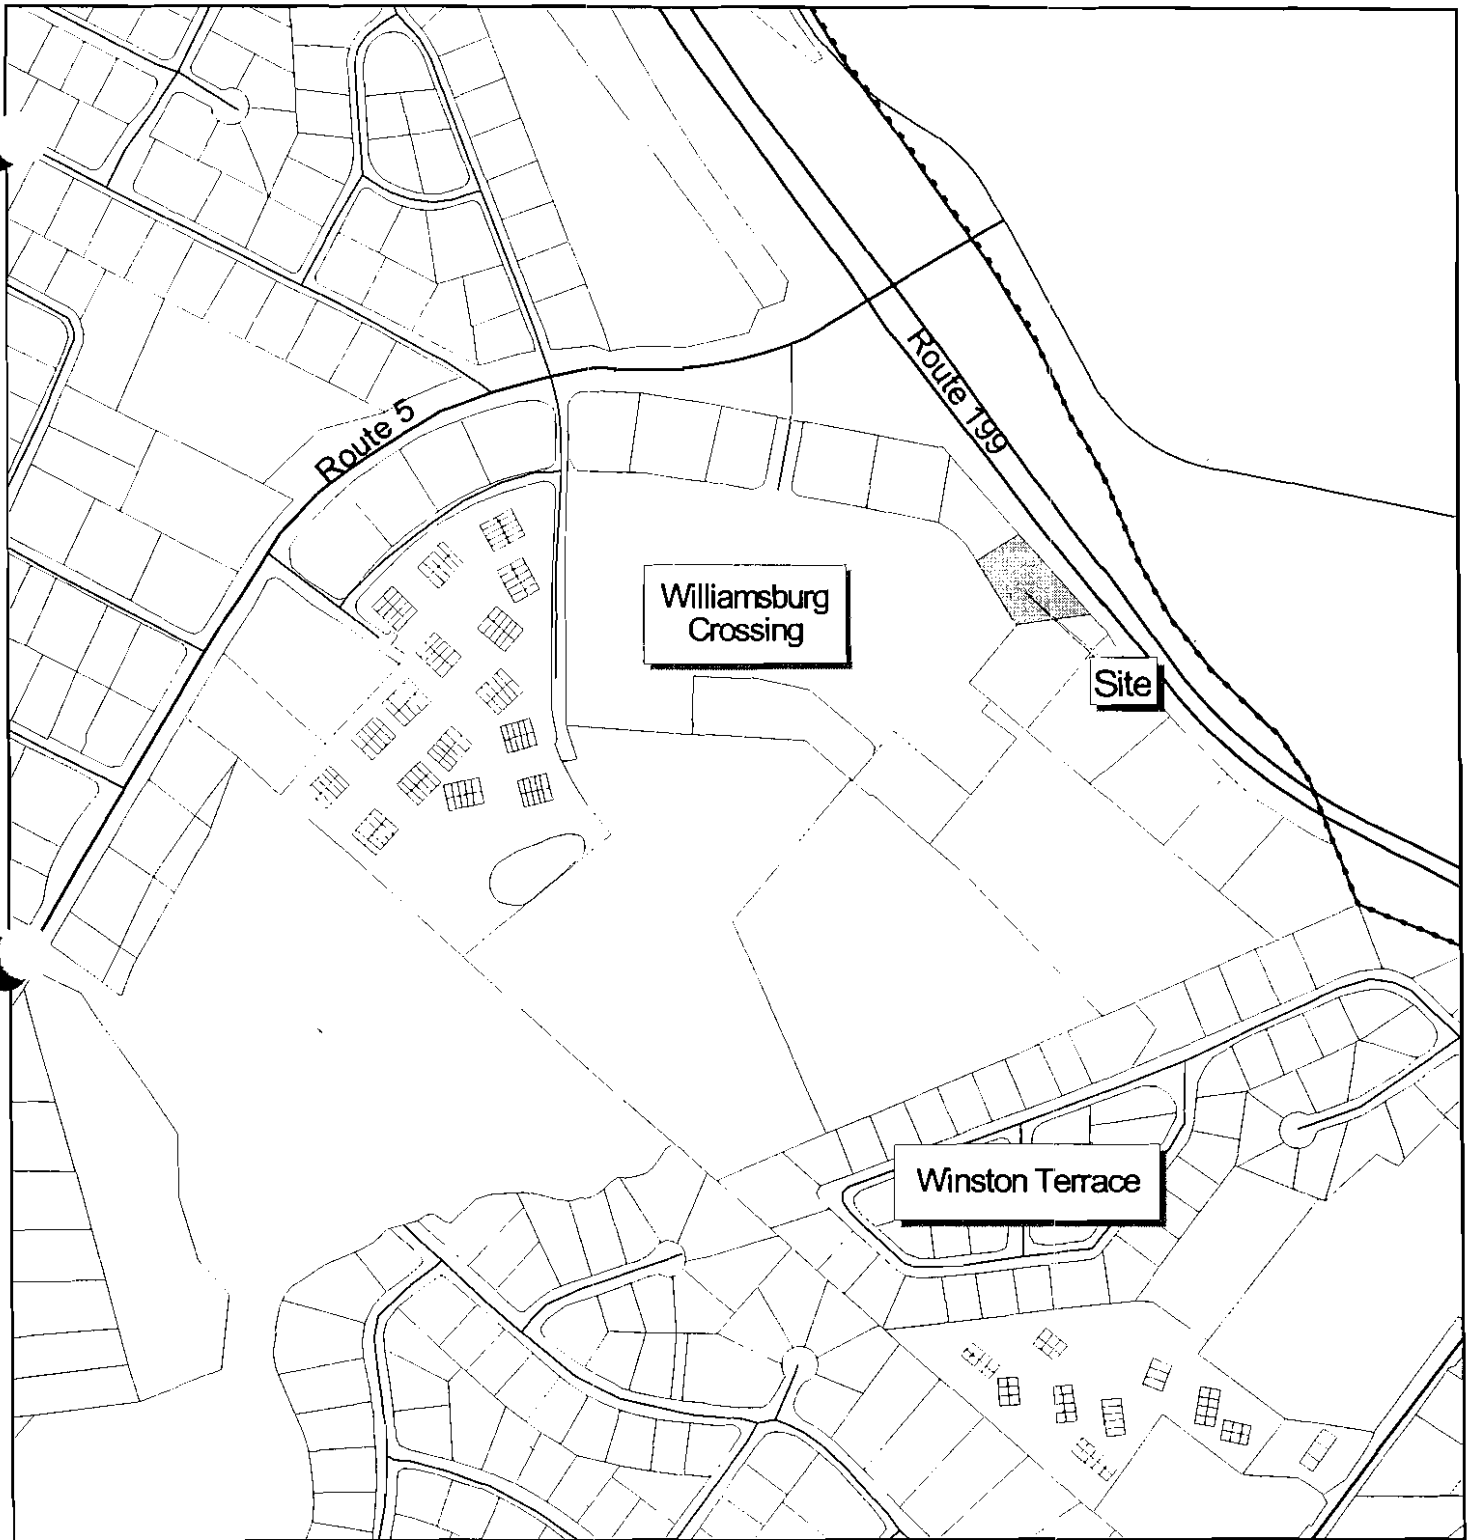 Route 5
Route 199
Williamsburg
Crossing
Site
Winston Terrace